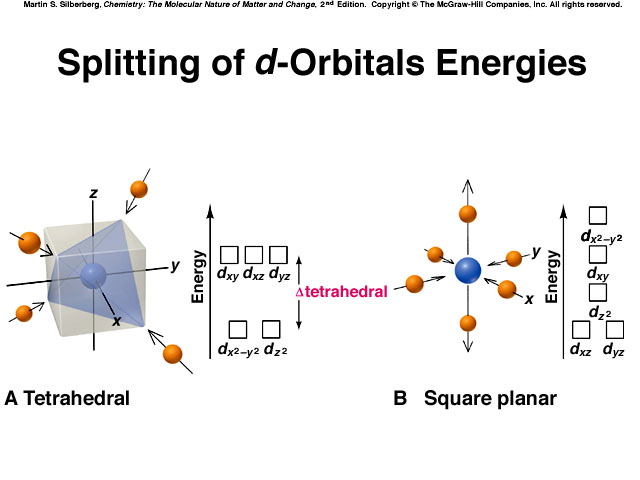 Martin S. Silberberg, Chemistry: The Molecular Nature of Matter and Change, 2nd Edition. Copyright © The McGraw-Hill Companies, Inc. All rights reserved.
Splitting of d-Orbitals Energies
z
y
x
Energy
dxy dxz dyz
Δtetrahedral
dx2–y2 dz2
y
x
Energy
dx2–y2
dxy
dz2
dxz dyz
A Tetrahedral
B Square planar